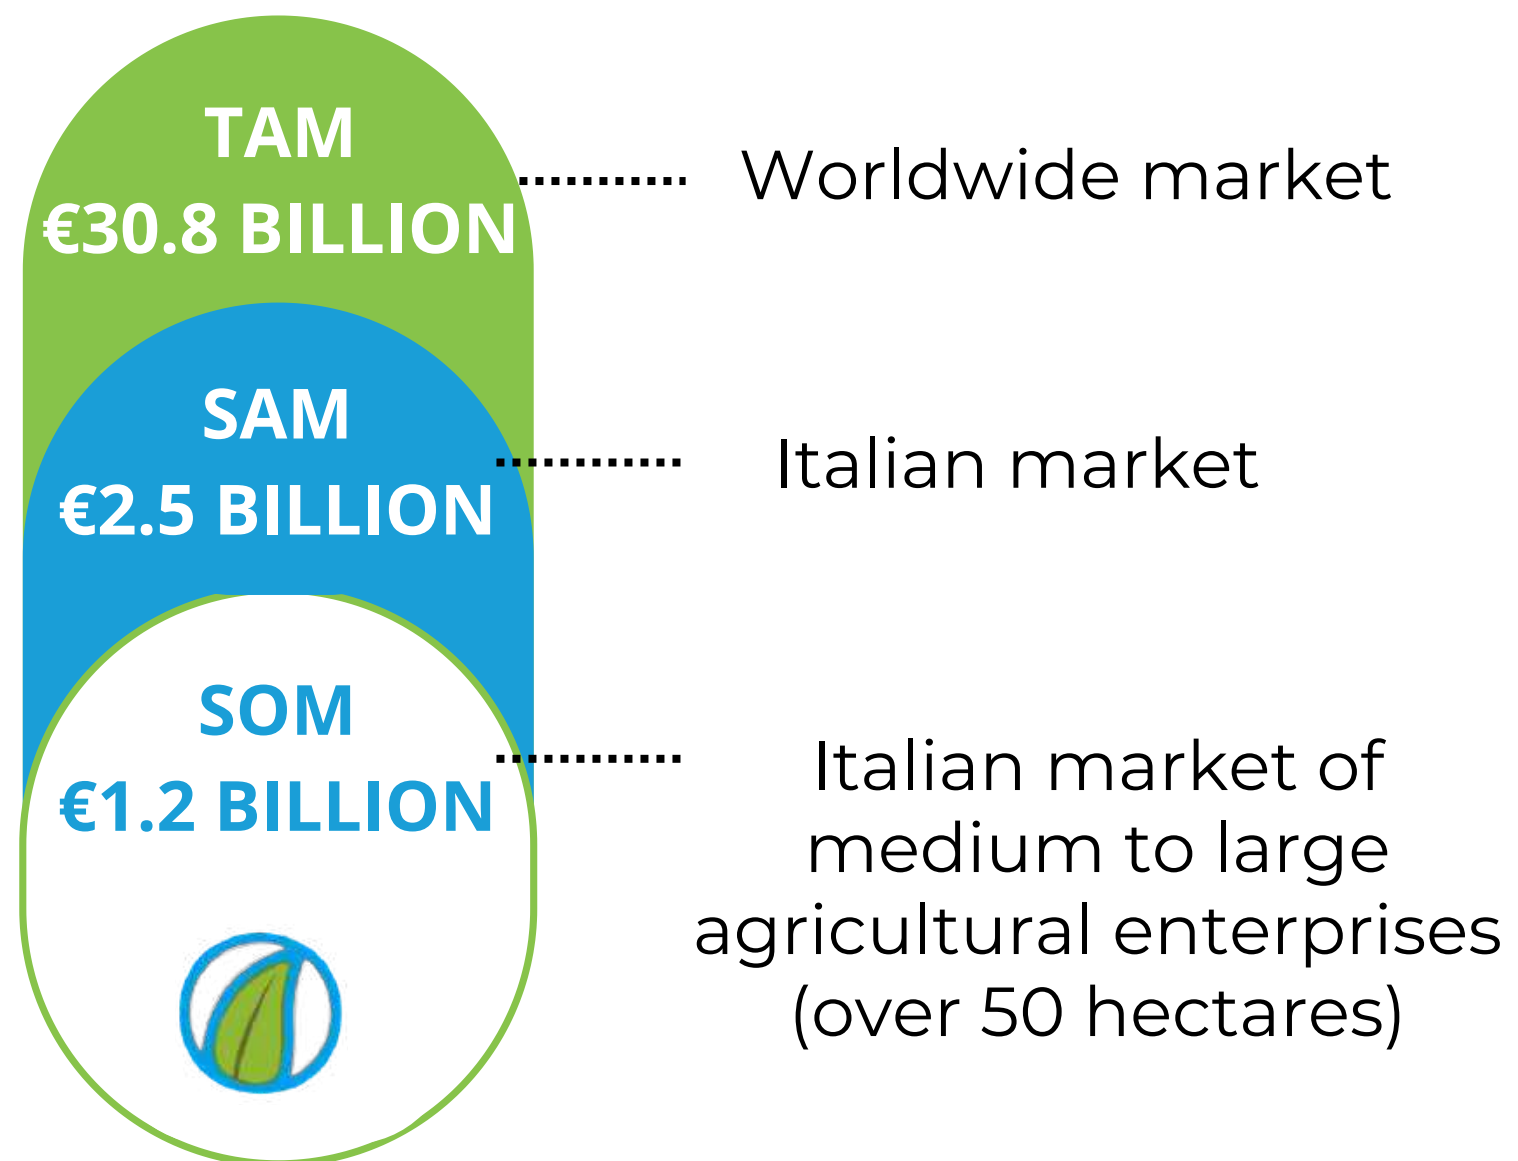 TAM
€30.8 BILLION
Worldwide market
SAM
€2.5 BILLION
Italian market
SOM
€1.2 BILLION
Italian market of
medium to large
agricultural enterprises
(over 50 hectares)